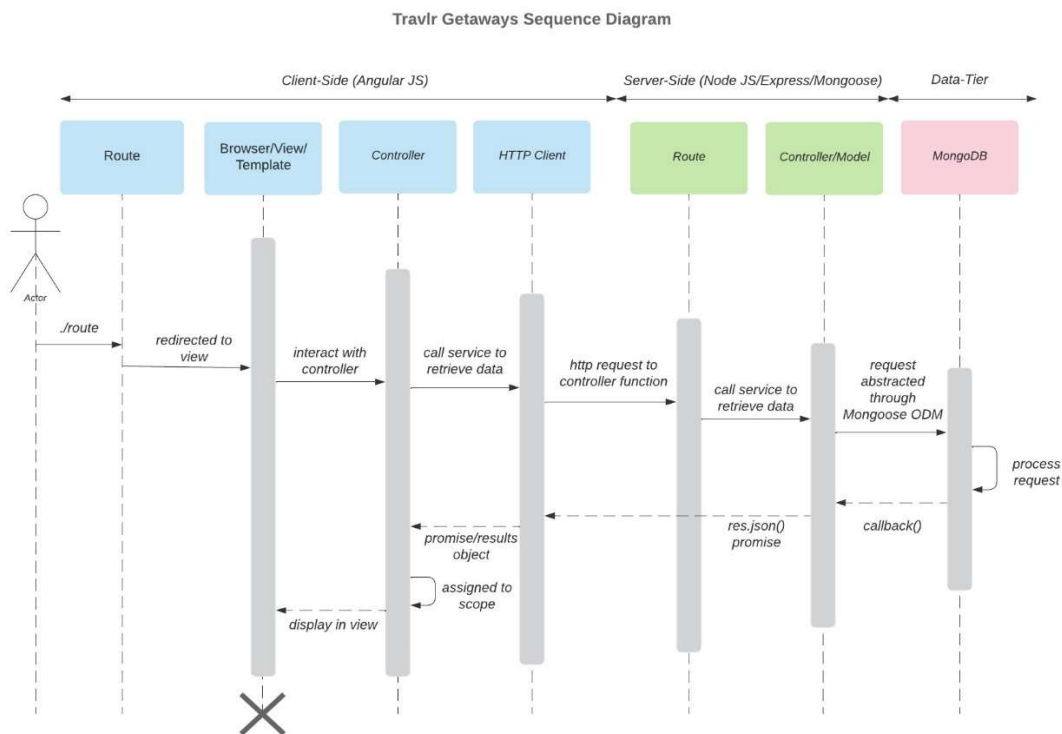 Travlr Getaways Sequence Diagram
Client-Side (Angular JS)
Server-Side (Node JS/Express/Mongoose)
Data-Tier
Route
Browser/View/
Template
Controller
HTTP Client
Route
Controller/Model
MongoDB
Actor
./route
redirected to
view
interact with
controller
call service to
retrieve data
http request to
controller function
call service to
retrieve data
request
abstracted
through
Mongoose ODM
process
request
callback()
res.json()
promise
promise/results
object
assigned to
scope
display in view